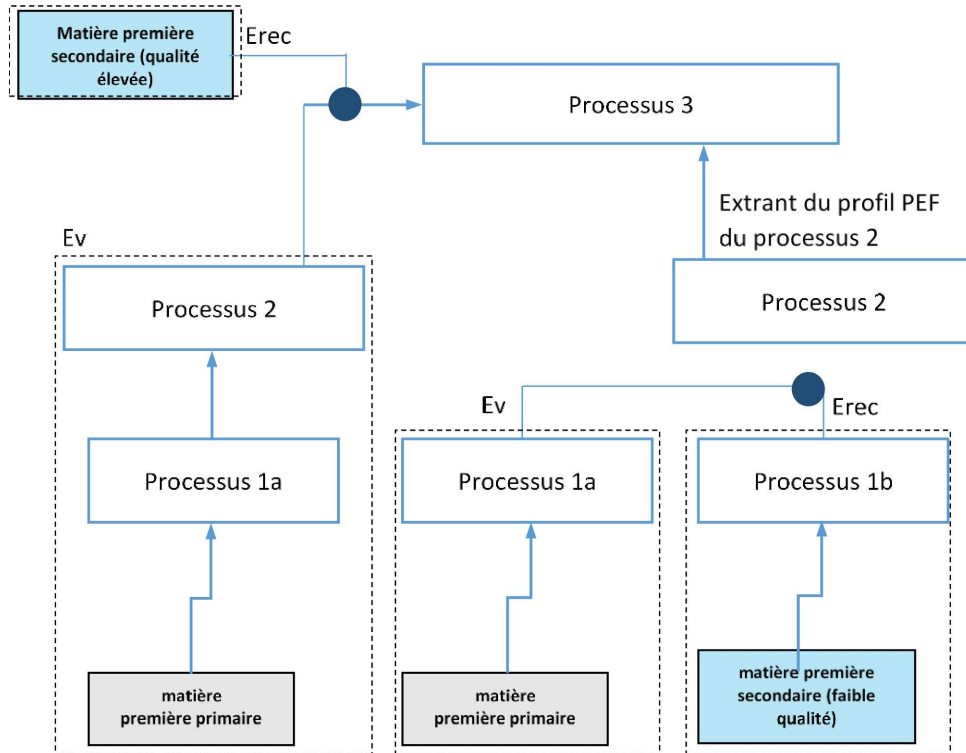 Matière première
secondaire (qualité
élevée)
Erec
Processus 3
Extrant du profil PEF
du processus 2
Ev
Processus 2
Processus 2
Ev
Erec
Processus 1a
Processus 1a
Processus 1b
matière
première primaire
matière
première primaire
matière première
secondaire (faible
qualité)